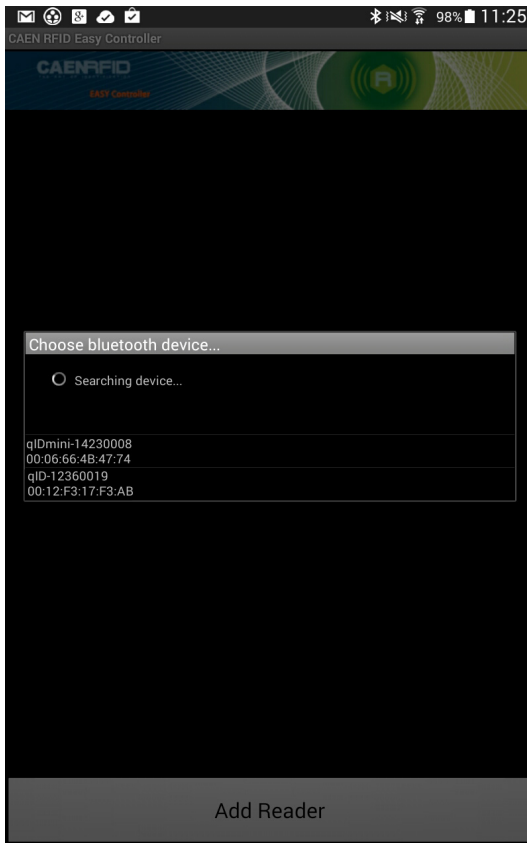 98% 11:25
CAEN RFID Easy Controller
CAENRFID
EASY Controller
R
Choose bluetooth device...
Searching device...
qIDmini-14230008
00:06:66:4B:47:74
qID-12360019
00:12:F3:17:F3:AB
Add Reader